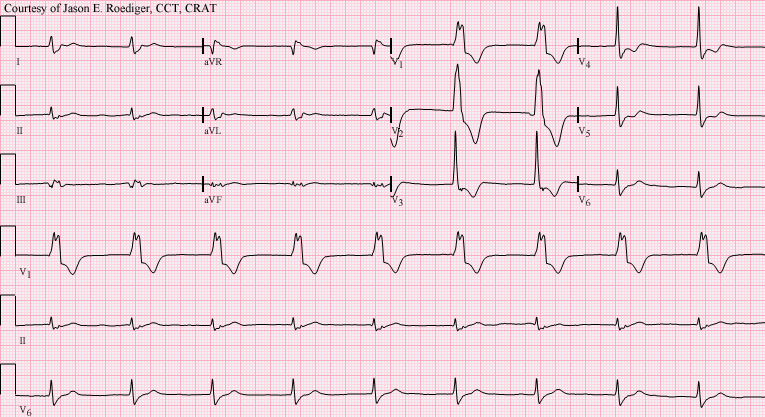 Courtesy of Jason E. Roediger, CCT, CRAT
I aVR V1 V4
II aVL V2 V5
III aVF V3 V6
V1
II
V6